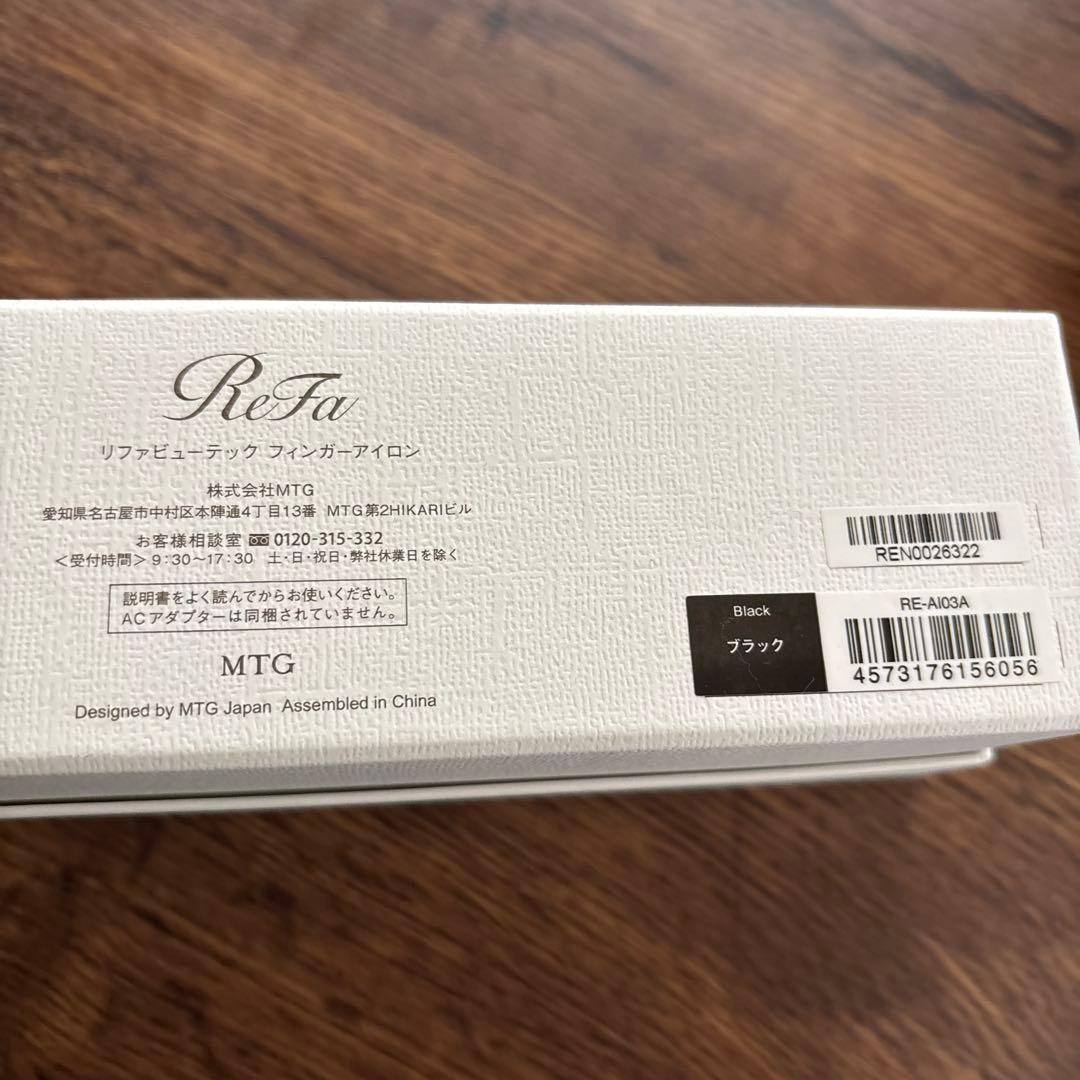 ReFa
リファビューテック フィンガーアイロン
株式会社MTG
愛知県名古屋市中村区本陣通4丁目13番 MTG第2HIKARIビル
お客様相談室 0120-315-332
＜受付時間＞9：30～17：30 土・日・祝日・弊社休業日を除く
説明書をよく読んでからお使いください。
ACアダプターは同梱されていません。
MTG
Designed by MTG Japan Assembled in China
REN0026322
Black
ブラック
RE-AI03A
4573176156056